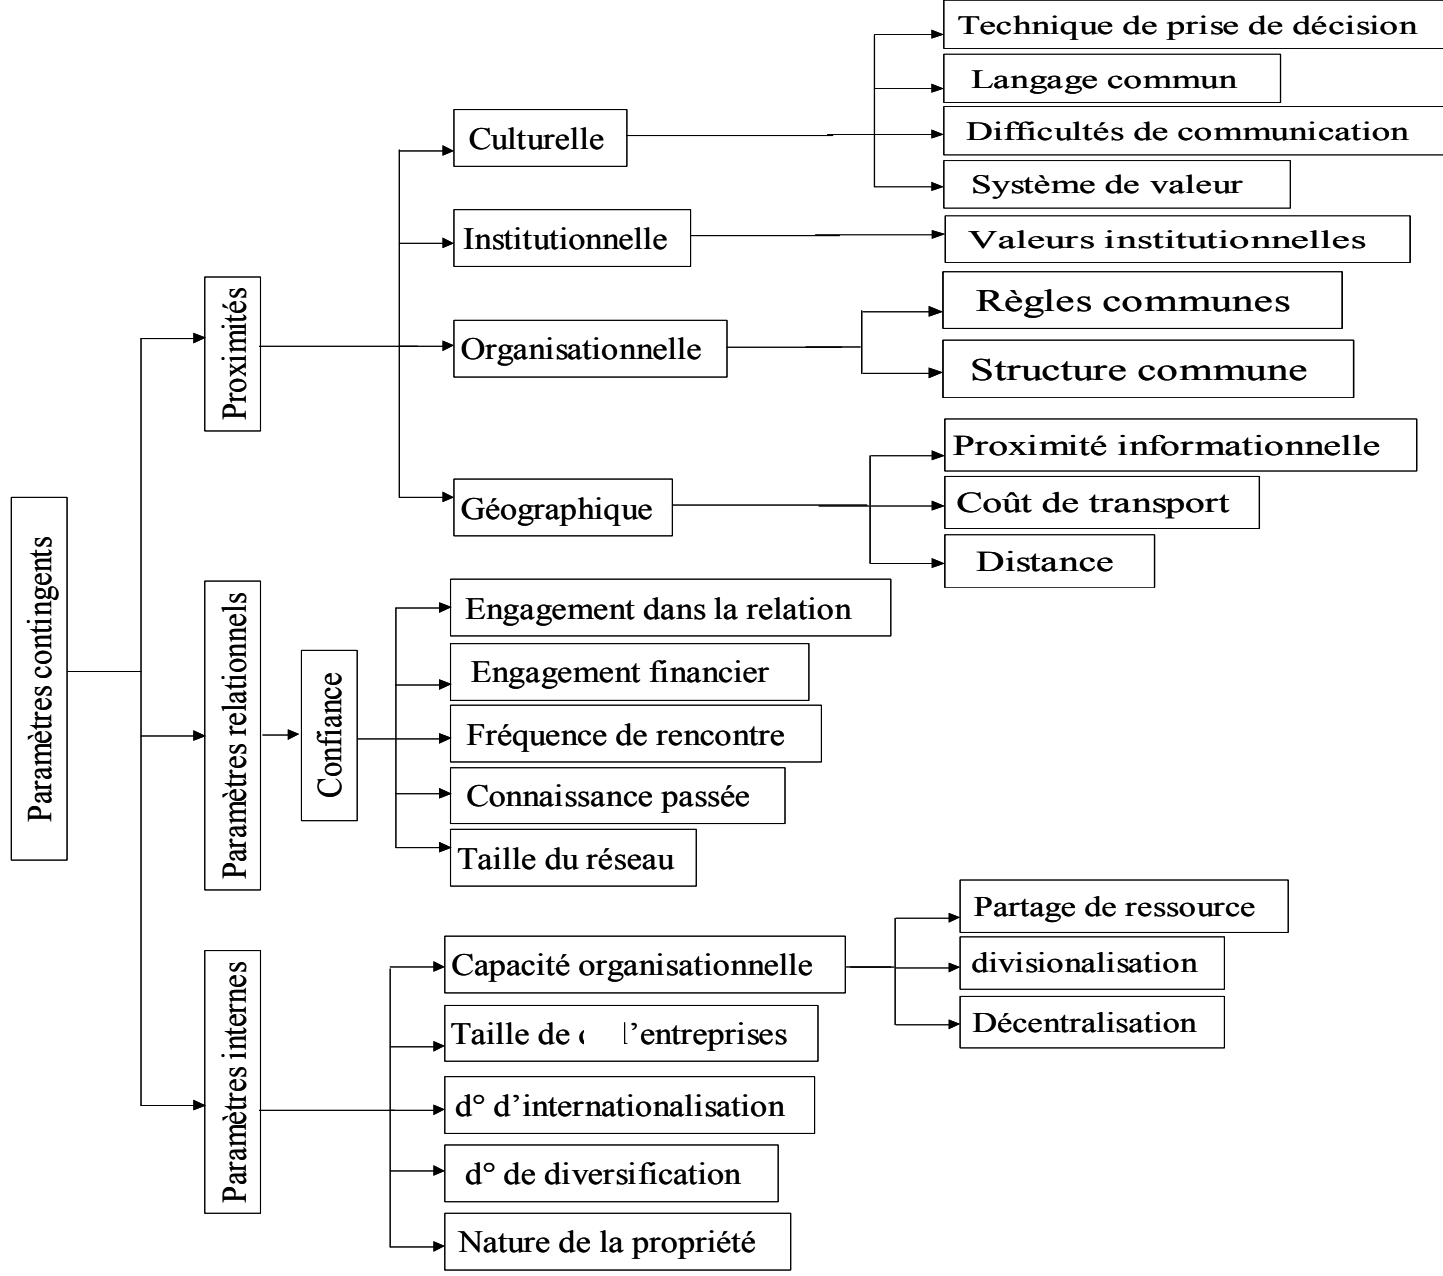 Paramètres contingents
Proximités
Culturelle
Technique de prise de décision
Langage commun
Difficultés de communication
Système de valeur
Institutionnelle
Valeurs institutionnelles
Organisationnelle
Règles communes
Structure commune
Géographique
Proximité informationnelle
Coût de transport
Distance
Paramètres relationnels
Confiance
Engagement dans la relation
Engagement financier
Fréquence de rencontre
Connaissance passée
Taille du réseau
Paramètres internes
Capacité organisationnelle
Partage de ressource
divisionalisation
Décentralisation
Taille de l’entreprises
d° d’internationalisation
d° de diversification
Nature de la propriété